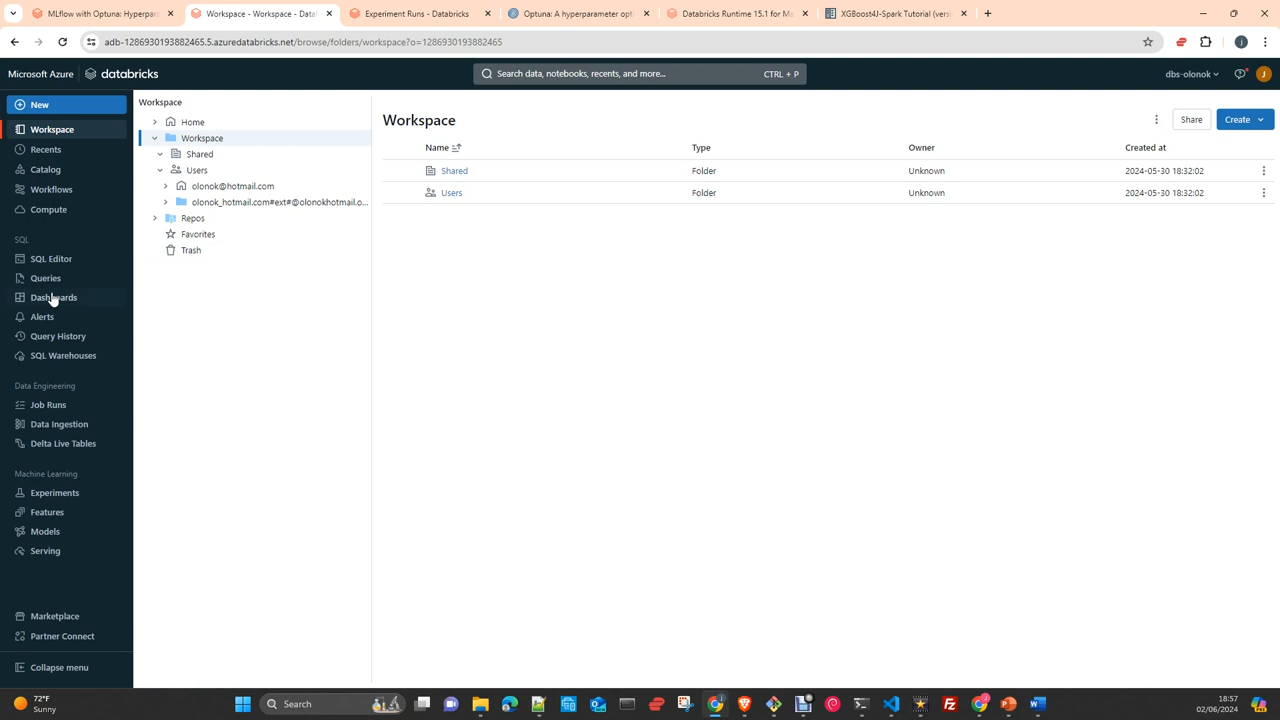 MLflow with Optuna: Hyperpar
Workspace - Workspace - Data
Experiment Runs - Databricks
Optuna: A hyperparameter opti
Databricks Runtime 15.1 for Ma
XGBoost4J-Spark Tutorial (versi
adb-1286930193882465.5.azuredatabricks.net/browse/folders/workspace?o=1286930193882465
Microsoft Azure
databricks
Search data, notebooks, recents, and more...
CTRL + P
dbs-olonok
J
New
Workspace
Recents
Catalog
Workflows
Compute
SQL
SQL Editor
Queries
Dashboards
Alerts
Query History
SQL Warehouses
Data Engineering
Job Runs
Data Ingestion
Delta Live Tables
Machine Learning
Experiments
Features
Models
Serving
Marketplace
Partner Connect
Collapse menu
Workspace
Home
Workspace
Shared
Users
olonok@hotmail.com
olonok_hotmail.com#ext#@olonokhotmail.o...
Repos
Favorites
Trash
Workspace
Share
Create
Name Type Owner Created at
Shared Folder Unknown 2024-05-30 18:32:02
Users Folder Unknown 2024-05-30 18:32:02
72°F
Sunny
Search
18:57
02/06/2024